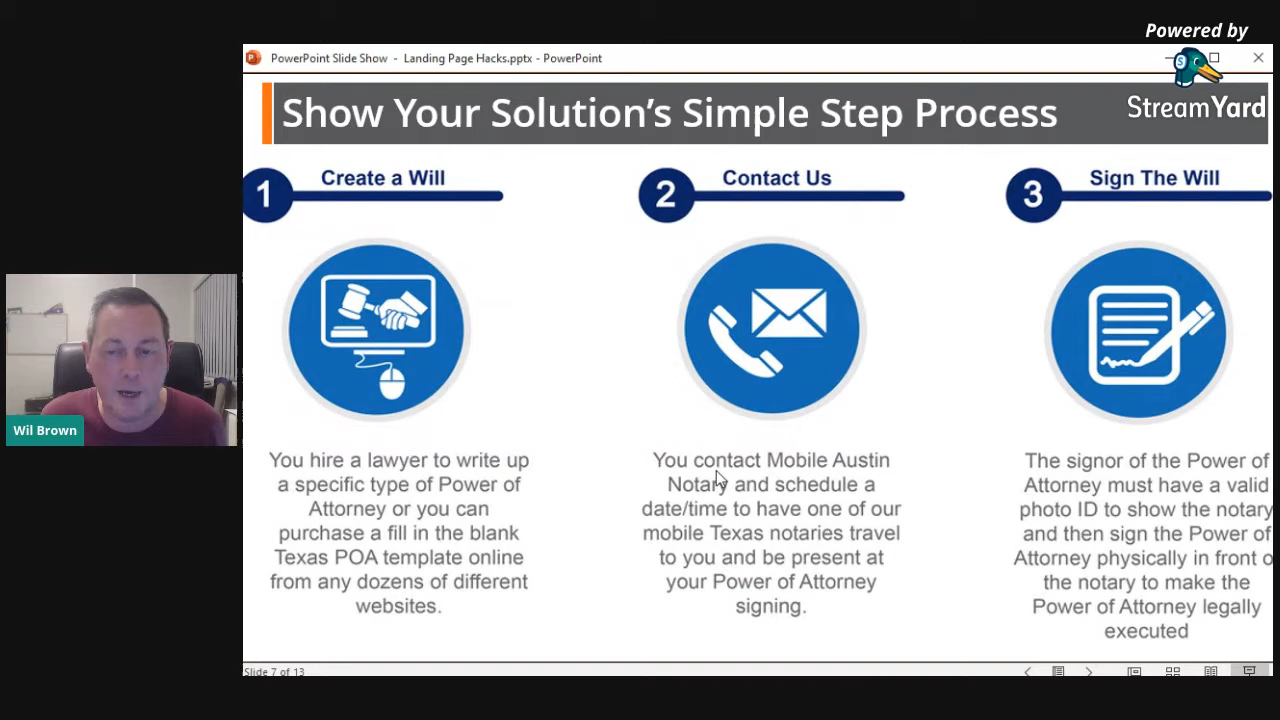 Powered by
StreamYard
PowerPoint Slide Show - Landing Page Hacks.pptx - PowerPoint
Show Your Solution's Simple Step Process
1 Create a Will
You hire a lawyer to write up
a specific type of Power of
Attorney or you can
purchase a fill in the blank
Texas POA template online
from any dozens of different
websites.
2 Contact Us
You contact Mobile Austin
Notary and schedule a
date/time to have one of our
mobile Texas notaries travel
to you and be present at
your Power of Attorney
signing.
3 Sign The Will
The signor of the Power of
Attorney must have a valid
photo ID to show the notary
and then sign the Power of
Attorney physically in front o
the notary to make the
Power of Attorney legally
executed
Wil Brown
Slide 7 of 13